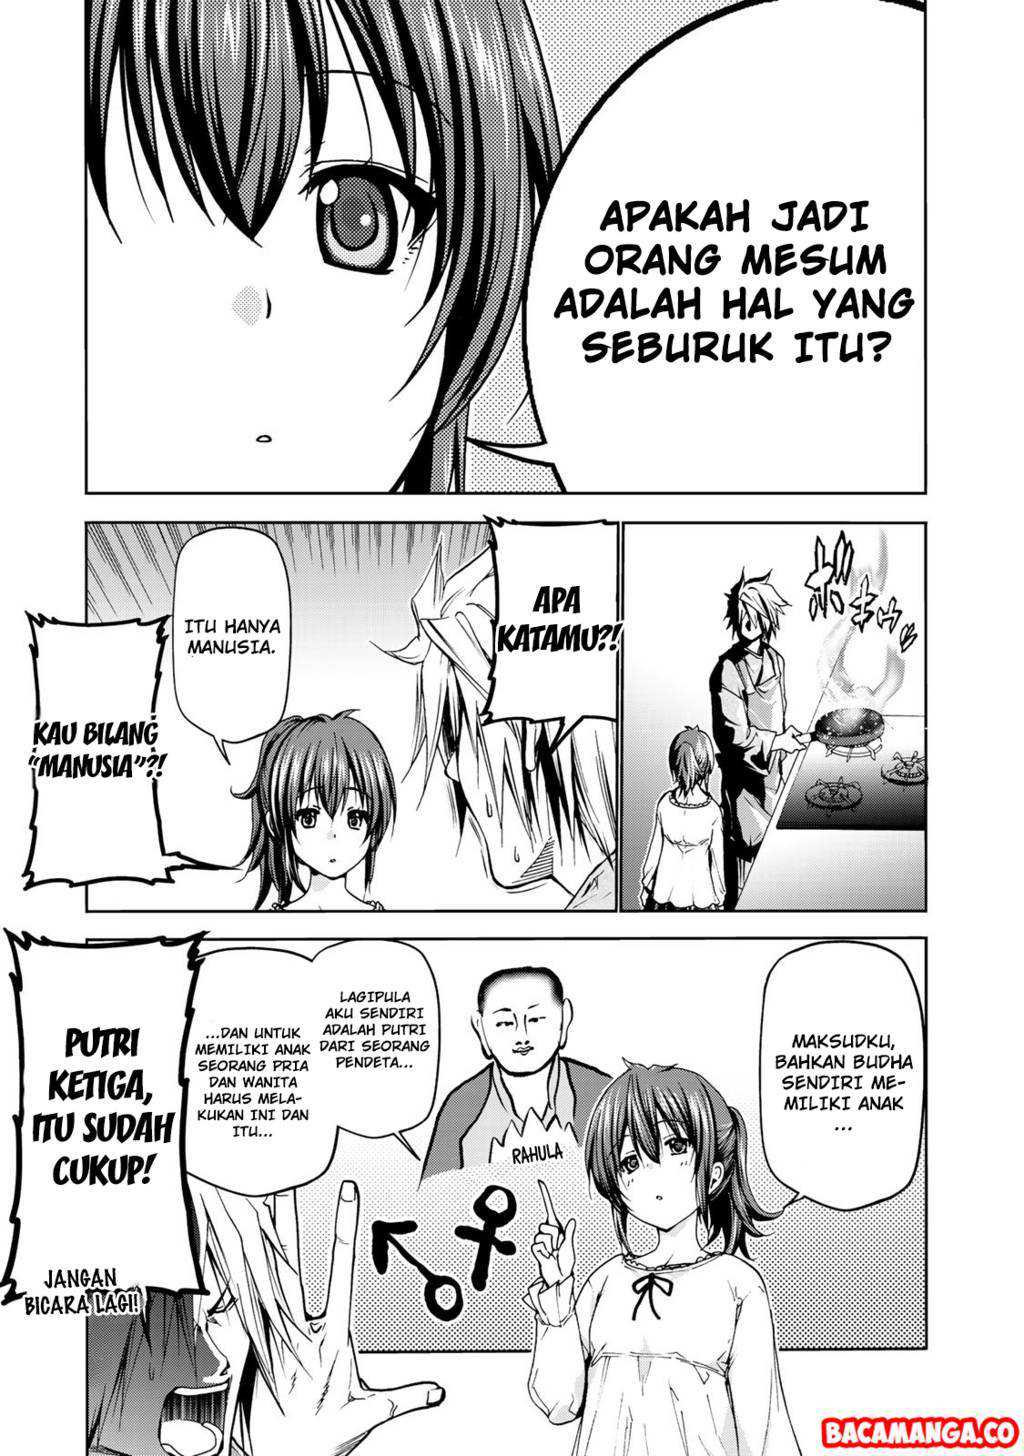 APAKAH JADI
ORANG MESUM
ADALAH HAL YANG
SEBURUK ITU?
APA
KATAMU?!
ITU HANYA
MANUSIA.
KAU BILANG
"MANUSIA"?!
MAKSUDKU,
BAHKAN BUDHA
SENDIRI ME-
MILIKI ANAK
...
RAHULA
LAGIPULA
AKU SENDIRI
ADALAH PUTRI
DARI SEORANG
PENDETA...
...DAN UNTUK
MEMILIKI ANAK
SEORANG PRIA
DAN WANITA
HARUS MELA-
KUKAN INI DAN
ITU...
PUTRI
KETIGA,
ITU SUDAH
CUKUP!
JANGAN
BICARA LAGI!
BACAMANGA.CO